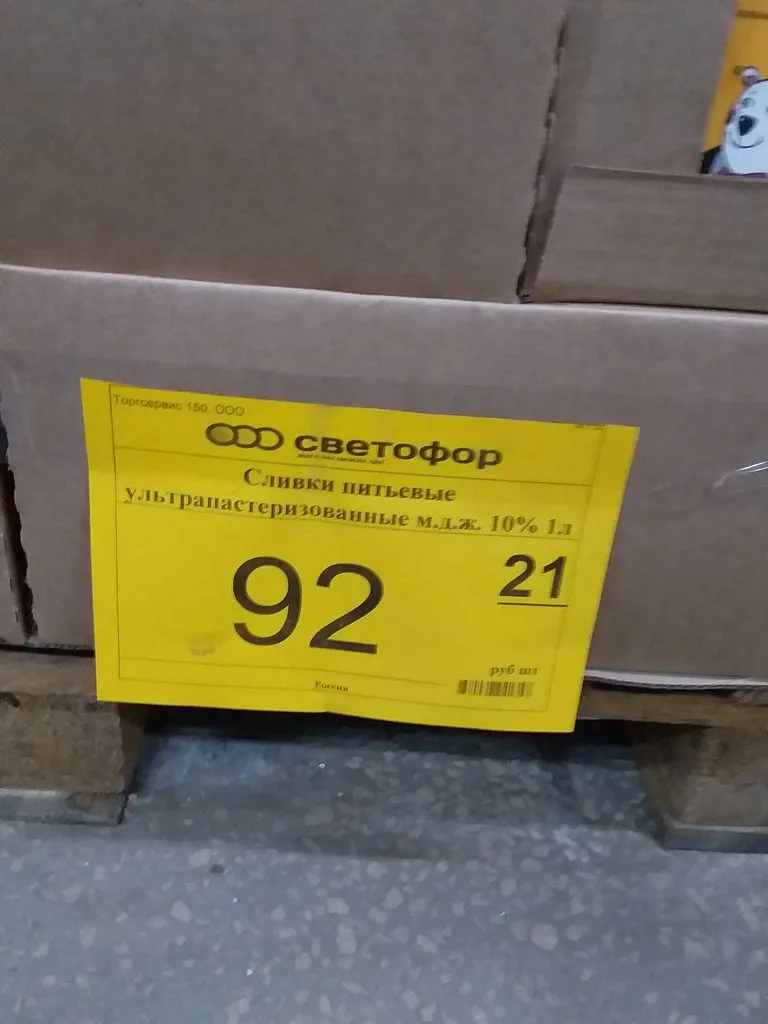 Торгсервис 150, ООО
светофор
Сливки питьевые
ультрапастеризованные м.д.ж. 10% 1л
92
21
руб шт
Россия